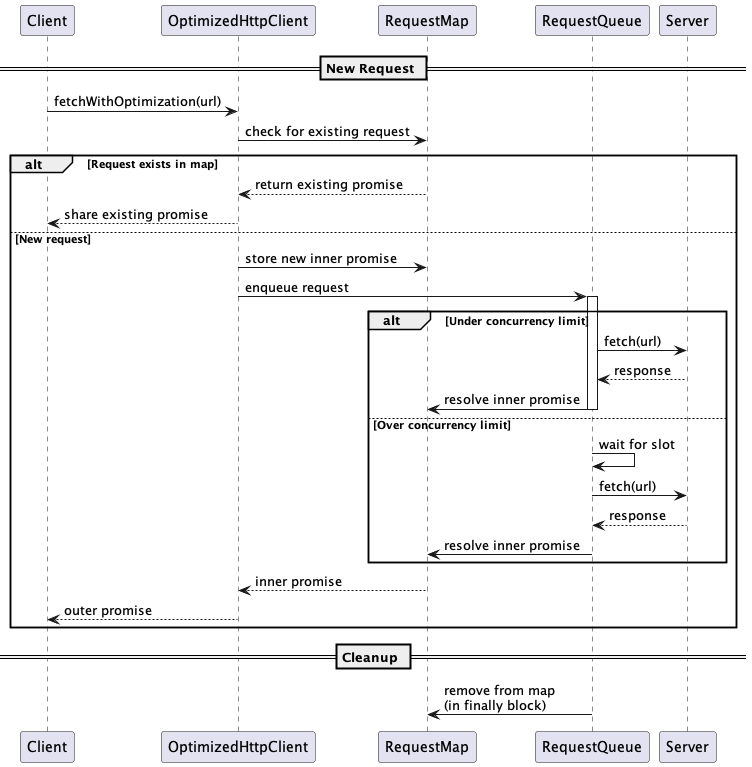 Client
OptimizedHttpClient
RequestMap
RequestQueue
Server
New Request
fetchWithOptimization(url)
check for existing request
alt
[Request exists in map]
return existing promise
share existing promise
[New request]
store new inner promise
enqueue request
alt
[Under concurrency limit]
fetch(url)
response
resolve inner promise
[Over concurrency limit]
wait for slot
fetch(url)
response
resolve inner promise
inner promise
outer promise
Cleanup
remove from map
(in finally block)
Client
OptimizedHttpClient
RequestMap
RequestQueue
Server